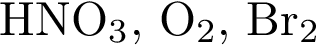 HNO₃, O₂, Br₂